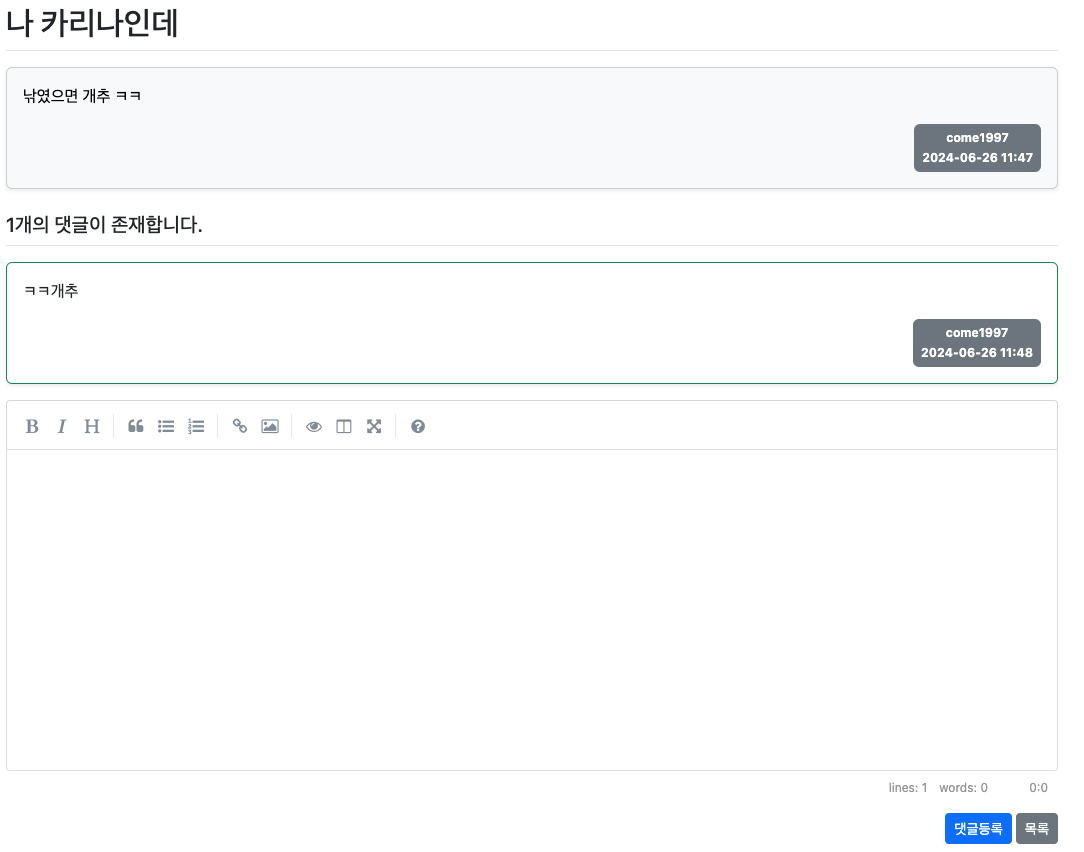 나 카리나인데
낚였으면 개추 ㅋㅋ
come1997
2024-06-26 11:47
1개의 댓글이 존재합니다.
ㅋㅋ개추
come1997
2024-06-26 11:48
B I H
lines: 1 words: 0 0:0
댓글등록 목록